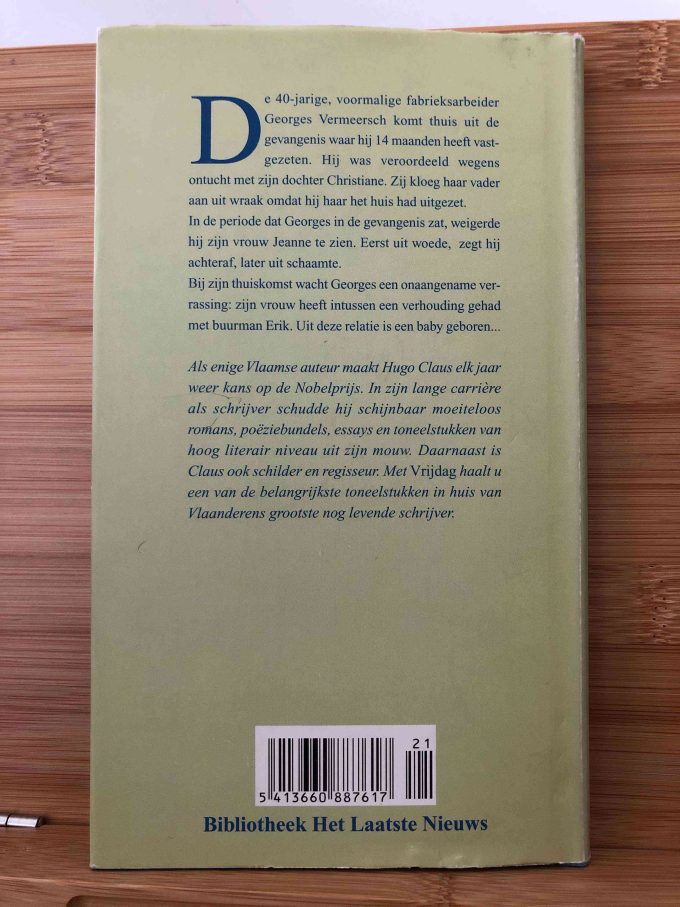 De 40-jarige, voormalige fabrieksarbeider
Georges Vermeersch komt thuis uit de
gevangenis waar hij 14 maanden heeft vast-
gezeten. Hij was veroordeeld wegens
ontucht met zijn dochter Christiane. Zij kloeg haar vader
aan uit wraak omdat hij haar het huis had uitgezet.
In de periode dat Georges in de gevangenis zat, weigerde
hij zijn vrouw Jeanne te zien. Eerst uit woede, zegt hij
achteraf, later uit schaamte.
Bij zijn thuiskomst wacht Georges een onaangename ver-
rassing: zijn vrouw heeft intussen een verhouding gehad
met buurman Erik. Uit deze relatie is een baby geboren...
Als enige Vlaamse auteur maakt Hugo Claus elk jaar
weer kans op de Nobelprijs. In zijn lange carrière
als schrijver schudde hij schijnbaar moeiteloos
romans, poëziebundels, essays en toneelstukken van
hoog literair niveau uit zijn mouw. Daarnaast is
Claus ook schilder en regisseur. Met Vrijdag haalt u
een van de belangrijkste toneelstukken in huis van
Vlaanderens grootste nog levende schrijver.
21
5 413660 887617
Bibliotheek Het Laatste Nieuws